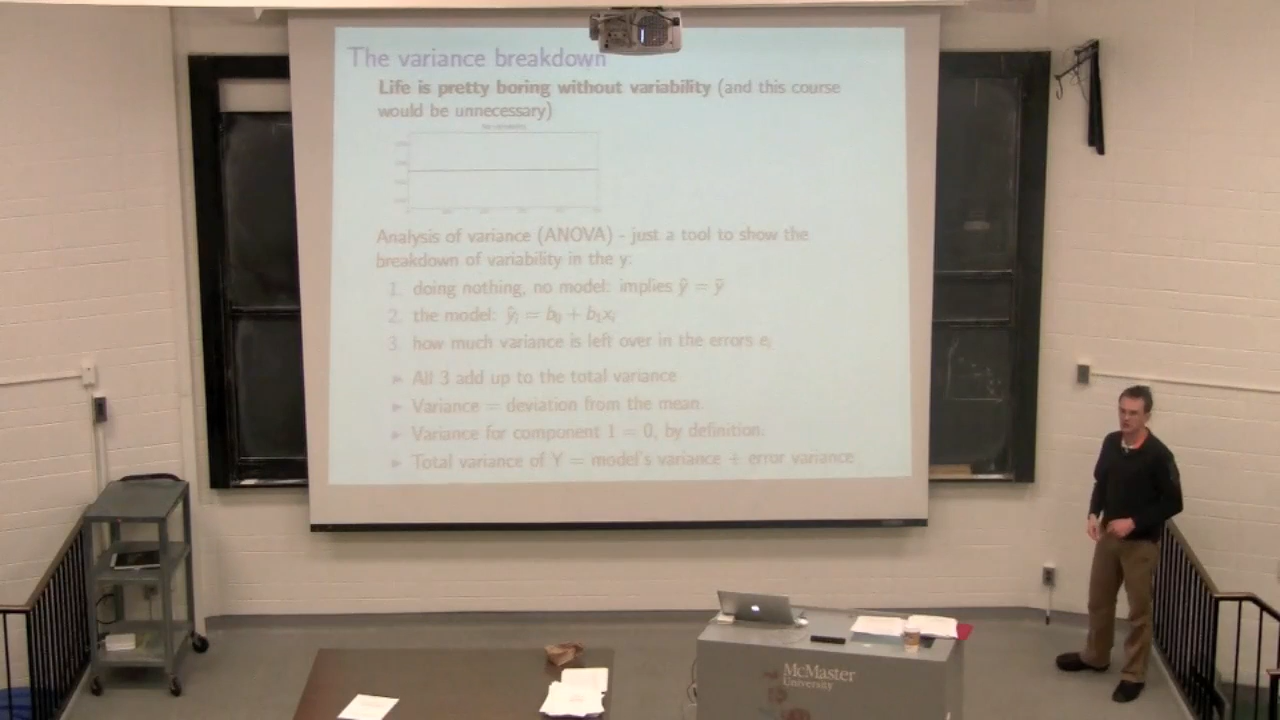 The variance breakdown
Life is pretty boring without variability (and this course
would be unnecessary)
Analysis of variance (ANOVA) - just a tool to show the
breakdown of variability in the y:
1. doing nothing, no model: implies ŷ = ȳ
2. the model: ŷᵢ = b₀ + b₁xᵢ
3. how much variance is left over in the errors eᵢ
► All 3 add up to the total variance
► Variance = deviation from the mean.
► Variance for component 1 = 0, by definition.
► Total variance of Y = model's variance + error variance
McMaster
University